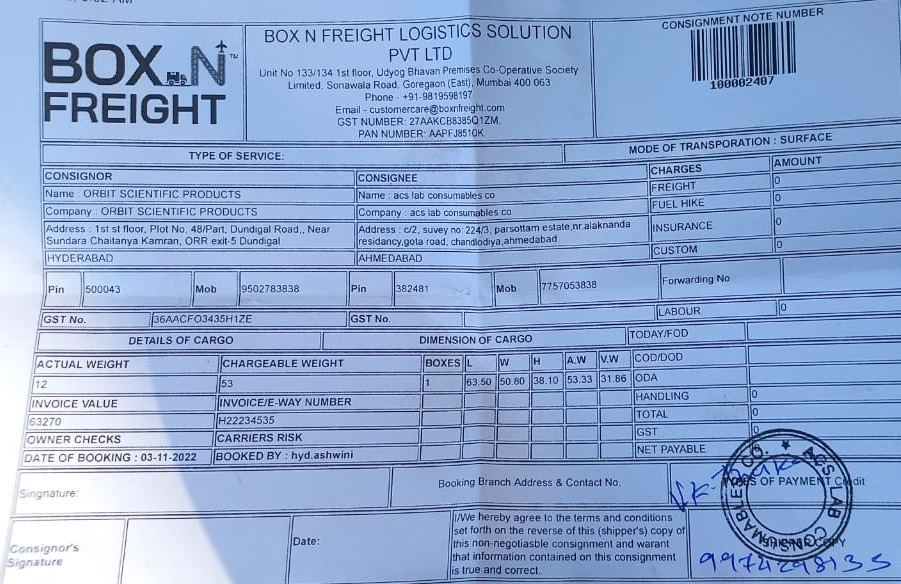 BOX N FREIGHT
BOX N FREIGHT LOGISTICS SOLUTION
PVT LTD
Unit No 133/134 1st floor, Udyog Bhavan Premises Co-Operative Society
Limited, Sonawala Road, Goregaon (East), Mumbai 400 063
Phone - +91-9819598197
Email - customercare@boxnfreight.com
GST NUMBER: 27AAKCB8385Q1ZM,
PAN NUMBER: AAPFJ8510K
CONSIGNMENT NOTE NUMBER
100002407
TYPE OF SERVICE:
MODE OF TRANSPORATION : SURFACE
CONSIGNOR CONSIGNEE CHARGES AMOUNT
Name : ORBIT SCIENTIFIC PRODUCTS Name : acs lab consumables co FREIGHT 0
Company : ORBIT SCIENTIFIC PRODUCTS Company : acs lab consumables co FUEL HIKE 0
Address : 1st st floor, Plot No. 48/Part, Dundigal Road., Near Address : c/2, suvey no: 224/3, parsottam estate,nr.alaknanda INSURANCE 0
Sundara Chaitanya Kamran, ORR exit-5 Dundigal residancy,gota road, chandlodiya,ahmedabad
HYDERABAD AHMEDABAD CUSTOM 0
Pin 500043 Mob 9502783838 Pin 382481 Mob 7757053838 Forwarding No
GST No. 36AACFO3435H1ZE GST No. LABOUR 0
DETAILS OF CARGO DIMENSION OF CARGO TODAY/FOD
ACTUAL WEIGHT CHARGEABLE WEIGHT BOXES L W H A.W V.W COD/DOD
12 53 1 63.50 50.80 38.10 53.33 31.86 ODA
INVOICE VALUE INVOICE/E-WAY NUMBER HANDLING 0
63270 H22234535 TOTAL 0
OWNER CHECKS CARRIERS RISK GST 0
DATE OF BOOKING : 03-11-2022 BOOKED BY : hyd.ashwini NET PAYABLE
Singnature:
Booking Branch Address & Contact No.
OF PAYMENT Credit
ACS LAB CONSUMABLES CO.
Consignor's
Signature
Date:
I/We hereby agree to the terms and conditions
set forth on the reverse of this (shipper's) copy of
this non-negotiasble consignment and warrant
that information contained on this consignment
is true and correct.
COPY
9974298135